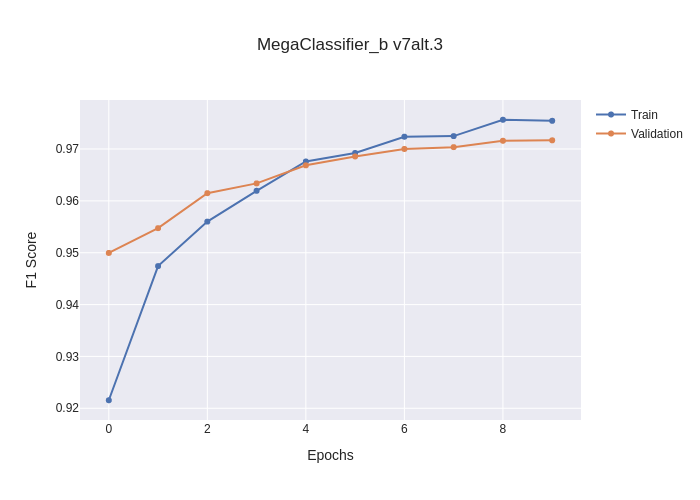 MegaClassifier_b v7alt.3
Train
Validation
0.97
0.96
0.95
0.94
0.93
0.92
F1 Score
0 2 4 6 8
Epochs